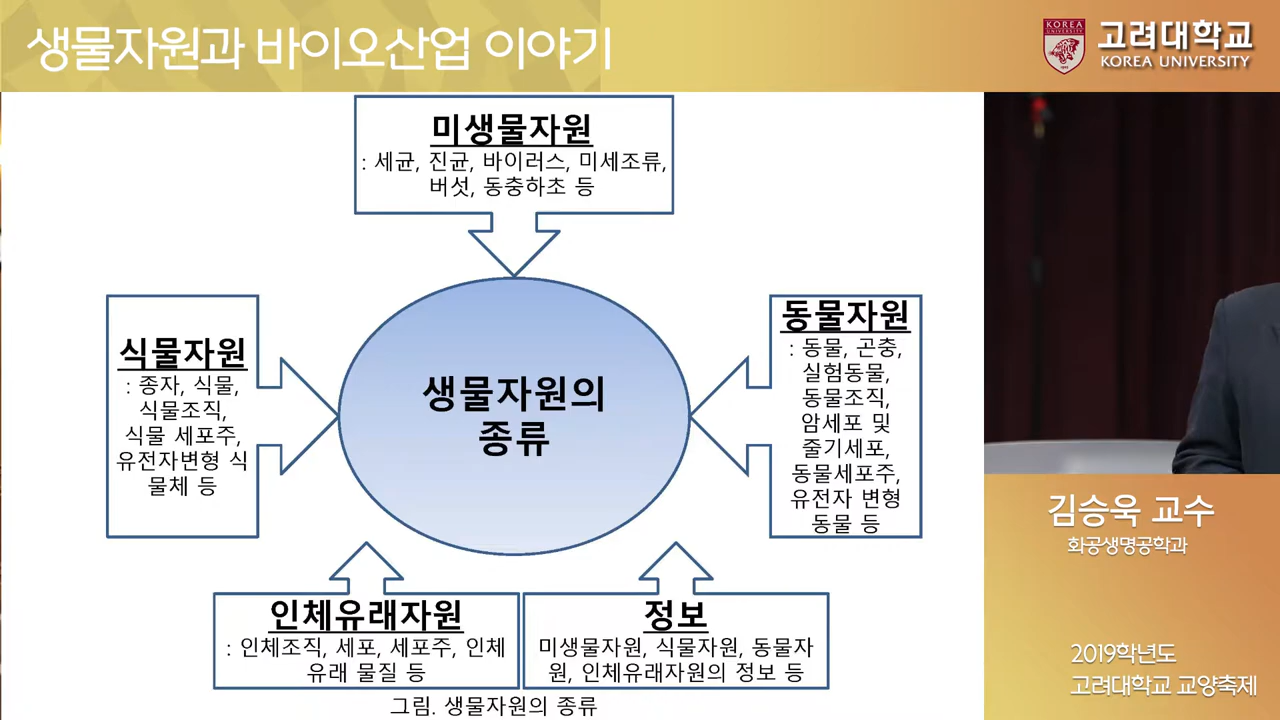 생물자원과 바이오산업 이야기
KOREA
UNIVERSITY
고려대학교
KOREA UNIVERSITY
미생물자원
: 세균, 진균, 바이러스, 미세조류,
버섯, 동충하초 등
식물자원
: 종자, 식물,
식물조직,
식물 세포주,
유전자변형 식
물체 등
생물자원의
종류
동물자원
: 동물, 곤충,
실험동물,
동물조직,
암세포 및
줄기세포,
동물세포주,
유전자 변형
동물 등
인체유래자원
: 인체조직, 세포, 세포주, 인체
유래 물질 등
정보
미생물자원, 식물자원, 동물자
원, 인체유래자원의 정보 등
그림. 생물자원의 종류
김승욱 교수
화공생명공학과
2019학년도
고려대학교 교양축제